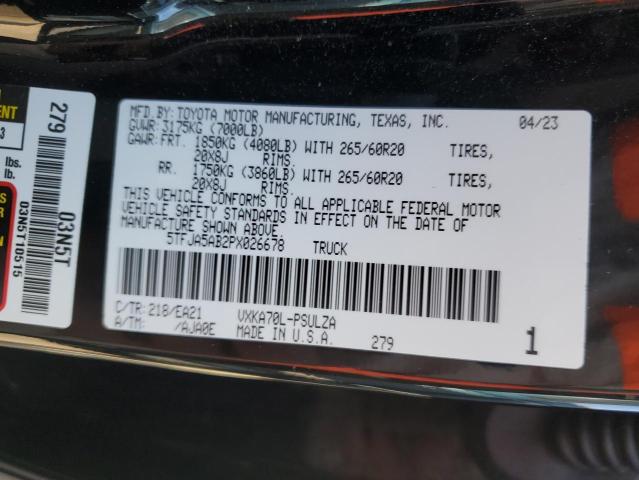 MFD. BY: TOYOTA MOTOR MANUFACTURING, TEXAS, INC. 04/23
GVWR: 3175KG (7000LB)
GAWR: FRT. 1850KG (4080LB) WITH 265/60R20 TIRES,
20X8J RIMS.
RR. 1750KG (3860LB) WITH 265/60R20 TIRES,
20X8J RIMS.
THIS VEHICLE CONFORMS TO ALL APPLICABLE FEDERAL MOTOR
VEHICLE SAFETY STANDARDS IN EFFECT ON THE DATE OF
MANUFACTURE SHOWN ABOVE.
5TFJA5AB2PX026678 TRUCK
C/TR: 218/EA21 VXKA70L-PSULZA
A/TM: /AJA0E MADE IN U.S.A. 279 1
279
03N5T
03N5T10515
3
lbs.
lb.